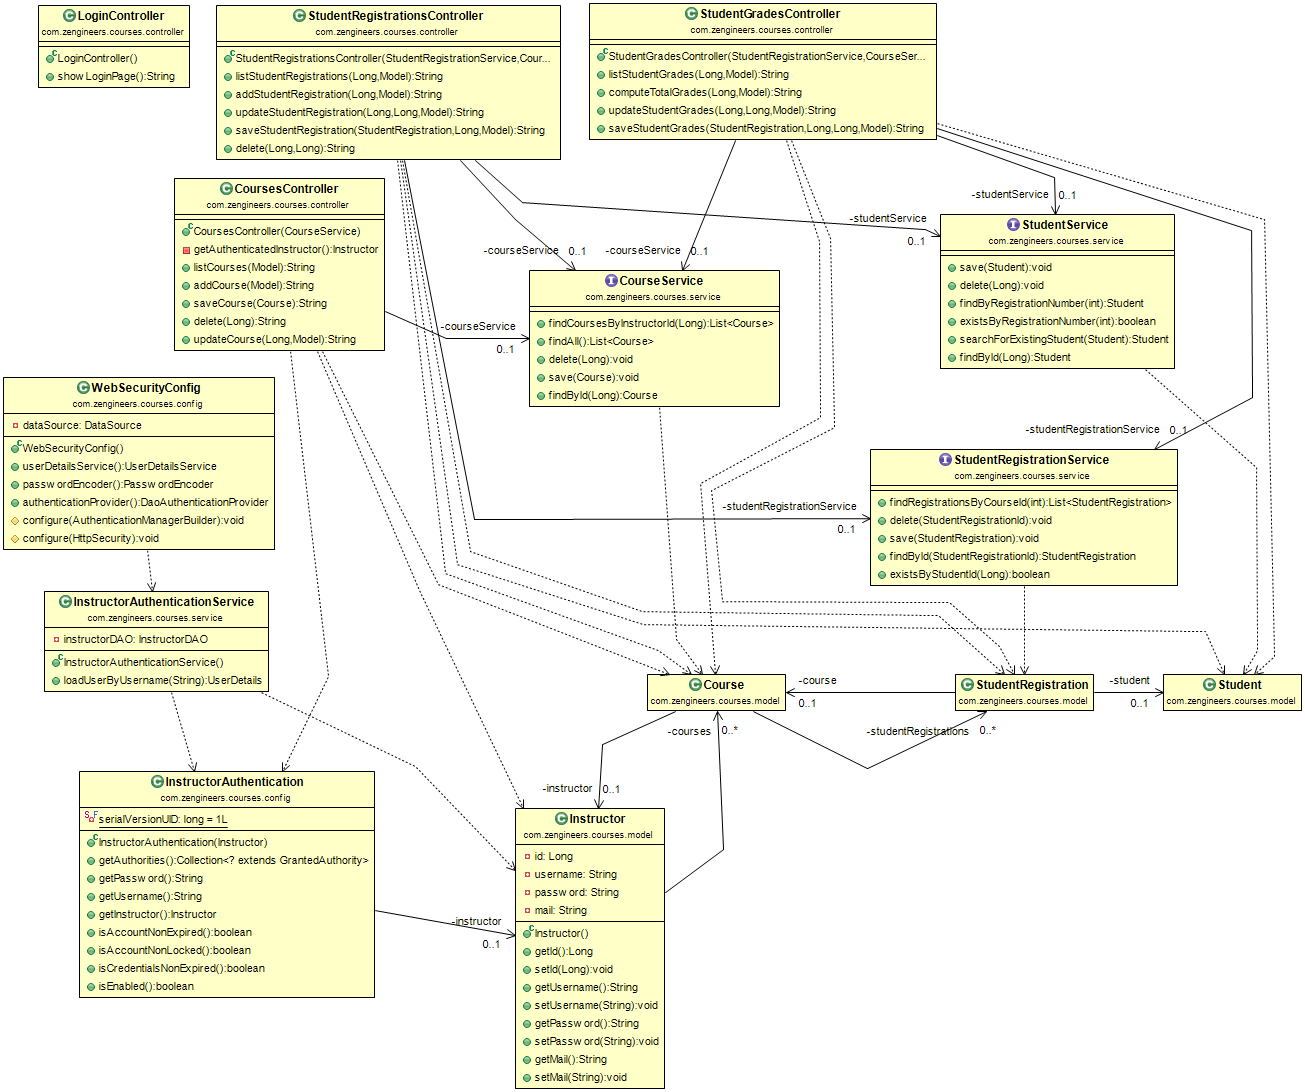 LoginController
com.zengineers.courses.controller
LoginController()
showLoginPage():String
StudentRegistrationsController
com.zengineers.courses.controller
StudentRegistrationsController(StudentRegistrationService,Cour...
listStudentRegistrations(Long,Model):String
addStudentRegistration(Long,Model):String
updateStudentRegistration(Long,Long,Model):String
saveStudentRegistration(StudentRegistration,Long,Model):String
delete(Long,Long):String
StudentGradesController
com.zengineers.courses.controller
StudentGradesController(StudentRegistrationService,CourseSer...
listStudentGrades(Long,Model):String
computeTotalGrades(Long,Model):String
updateStudentGrades(Long,Long,Model):String
saveStudentGrades(StudentRegistration,Long,Long,Model):String
CoursesController
com.zengineers.courses.controller
CoursesController(CourseService)
getAuthenticatedInstructor():Instructor
listCourses(Model):String
addCourse(Model):String
saveCourse(Course):String
delete(Long):String
updateCourse(Long,Model):String
-studentService 0..1
-studentService
0..1
-courseService 0..1
-courseService 0..1
-courseService
0..1
StudentService
com.zengineers.courses.service
save(Student):void
delete(Long):void
findByRegistrationNumber(int):Student
existsByRegistrationNumber(int):boolean
searchForExistingStudent(Student):Student
findById(Long):Student
CourseService
com.zengineers.courses.service
findCoursesByInstructorId(Long):List<Course>
findAll():List<Course>
delete(Long):void
save(Course):void
findById(Long):Course
WebSecurityConfig
com.zengineers.courses.config
dataSource: DataSource
WebSecurityConfig()
userDetailsService():UserDetailsService
passwordEncoder():PasswordEncoder
authenticationProvider():DaoAuthenticationProvider
configure(AuthenticationManagerBuilder):void
configure(HttpSecurity):void
-studentRegistrationService 0..1
-studentRegistrationService
0..1
StudentRegistrationService
com.zengineers.courses.service
findRegistrationsByCourseId(int):List<StudentRegistration>
delete(StudentRegistrationId):void
save(StudentRegistration):void
findById(StudentRegistrationId):StudentRegistration
existsByStudentId(Long):boolean
InstructorAuthenticationService
com.zengineers.courses.service
instructorDAO: InstructorDAO
InstructorAuthenticationService()
loadUserByUsername(String):UserDetails
Course
com.zengineers.courses.model
-course
0..1
StudentRegistration
com.zengineers.courses.model
-student
0..1
Student
com.zengineers.courses.model
-courses 0..*
-studentRegistrations 0..*
-instructor 0..1
InstructorAuthentication
com.zengineers.courses.config
SF
serialVersionUID: long = 1L
InstructorAuthentication(Instructor)
getAuthorities():Collection<? extends GrantedAuthority>
getPassword():String
getUsername():String
getInstructor():Instructor
isAccountNonExpired():boolean
isAccountNonLocked():boolean
isCredentialsNonExpired():boolean
isEnabled():boolean
-instructor
0..1
Instructor
com.zengineers.courses.model
id: Long
username: String
password: String
mail: String
Instructor()
getId():Long
setId(Long):void
getUsername():String
setUsername(String):void
getPassword():String
setPassword(String):void
getMail():String
setMail(String):void